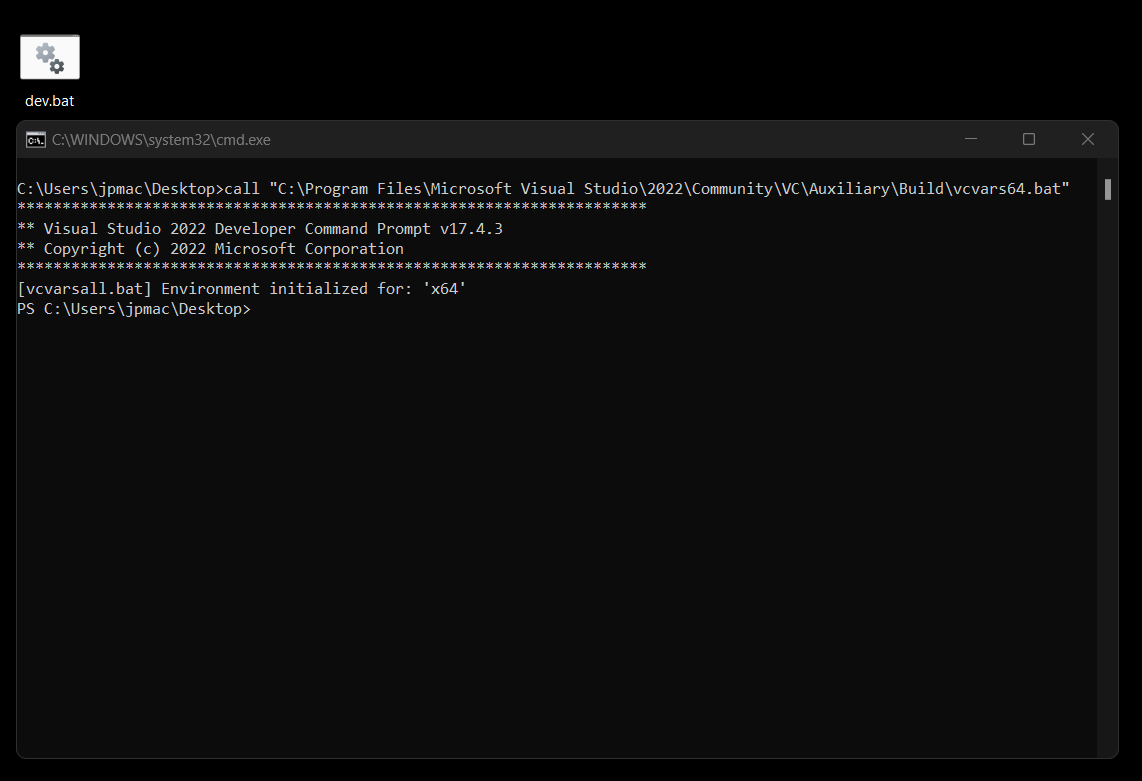 dev.bat
C:\WINDOWS\system32\cmd.exe
C:\Users\jpmac\Desktop>call "C:\Program Files\Microsoft Visual Studio\2022\Community\VC\Auxiliary\Build\vcvars64.bat"
**********************************************************************
** Visual Studio 2022 Developer Command Prompt v17.4.3
** Copyright (c) 2022 Microsoft Corporation
**********************************************************************
[vcvarsall.bat] Environment initialized for: 'x64'
PS C:\Users\jpmac\Desktop>